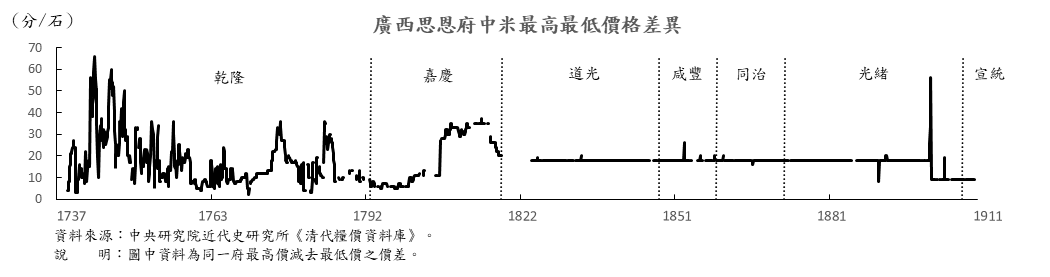 廣西思恩府中米最高最低價格差異
(分/石)
70
60
50
40
30
20
10
0
乾隆 嘉慶 道光 咸豐 同治 光緒 宣統
1737 1763 1792 1822 1851 1881 1911
資料來源：中央研究院近代史研究所《清代糧價資料庫》。
說　　明：圖中資料為同一府最高價減去最低價之價差。